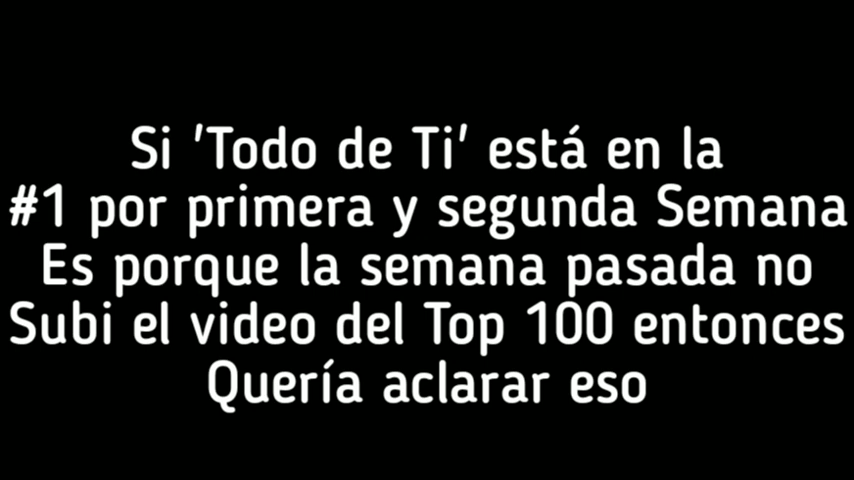 Si 'Todo de Ti' está en la
#1 por primera y segunda Semana
Es porque la semana pasada no
Subi el video del Top 100 entonces
Quería aclarar eso